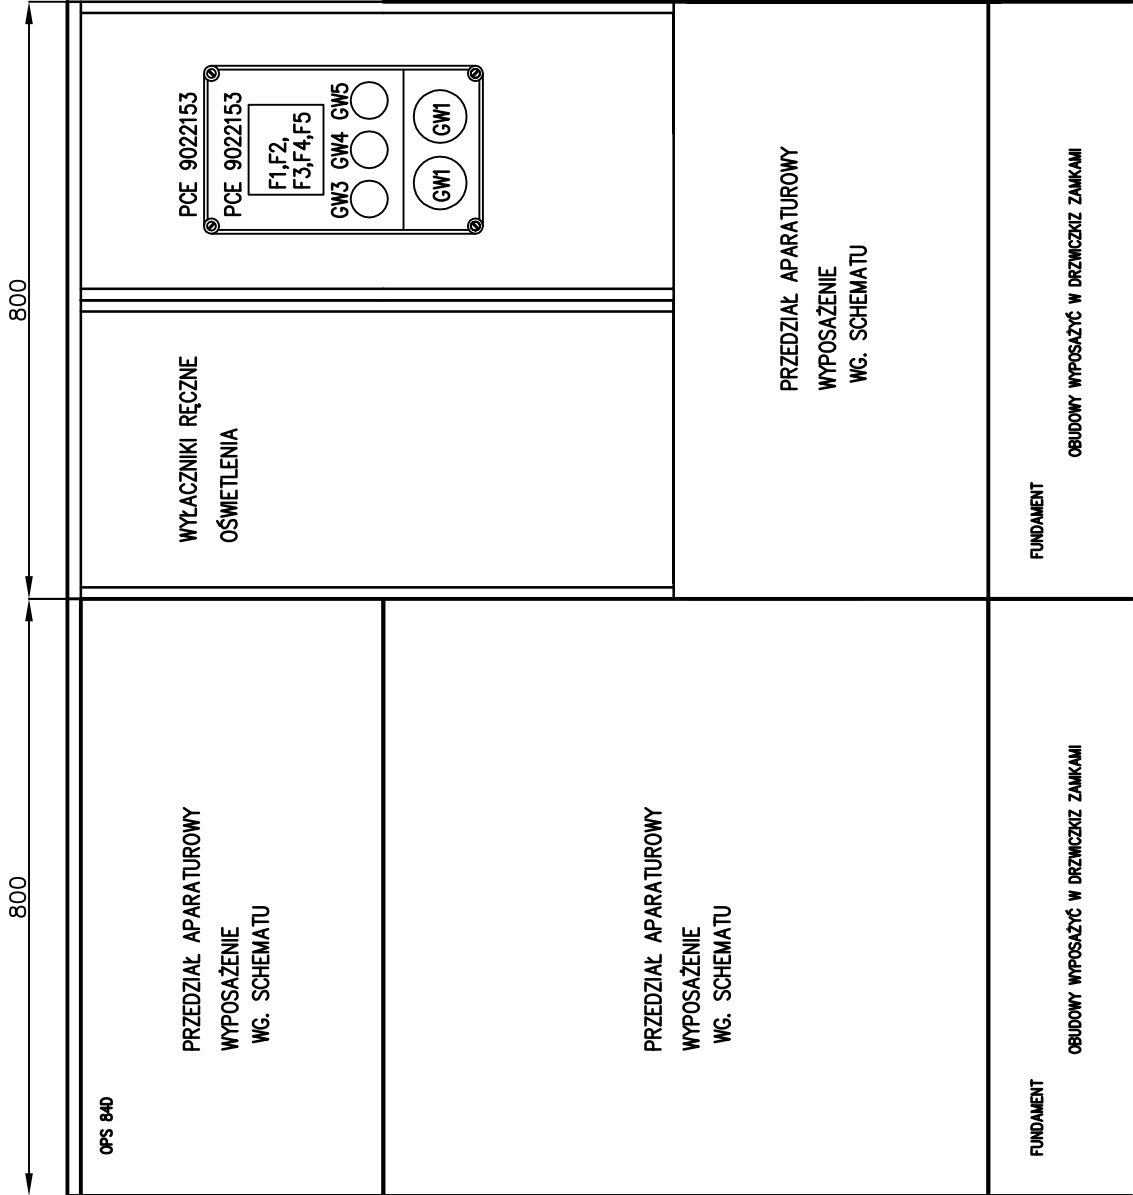 800
800
OPS 84D
PRZEDZIAŁ APARATUROWY
WYPOSAŻENIE
WG. SCHEMATU
WYŁACZNIKI RĘCZNE
OŚWIETLENIA
PCE 9022153
PCE 9022153
F1,F2,
F3,F4,F5
GW3 GW4 GW5
GW1 GW1
PRZEDZIAŁ APARATUROWY
WYPOSAŻENIE
WG. SCHEMATU
PRZEDZIAŁ APARATUROWY
WYPOSAŻENIE
WG. SCHEMATU
FUNDAMENT
OBUDOWY WYPOSAŻYĆ W DRZWICZKIZ ZAMKAMI
FUNDAMENT
OBUDOWY WYPOSAŻYĆ W DRZWICZKIZ ZAMKAMI